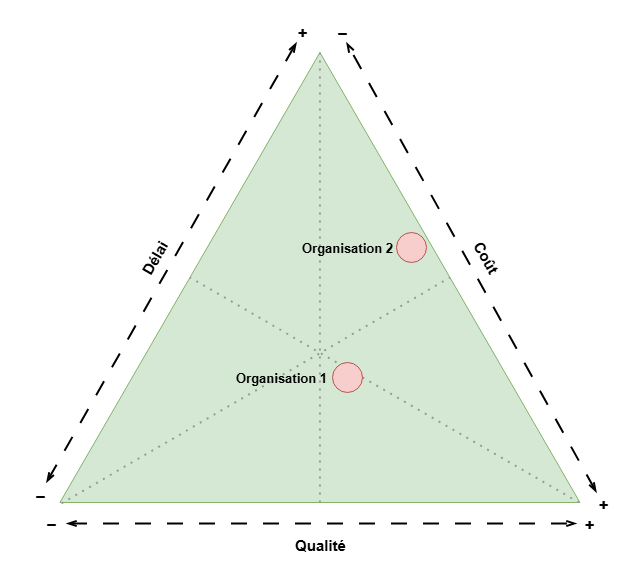 +
−
Délai
Coût
Organisation 2
Organisation 1
−
+
−
+
Qualité